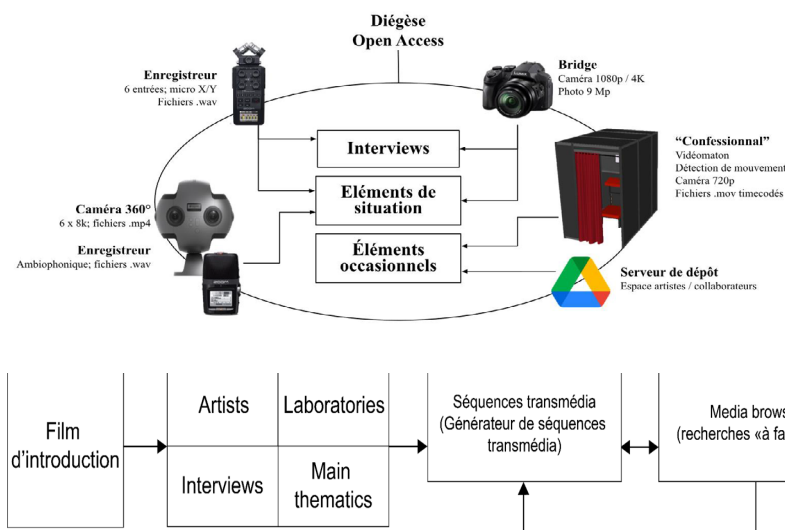 Diégèse
Open Access
Enregistreur
6 entrées; micro X/Y
Fichiers .wav
Bridge
Caméra 1080p / 4K
Photo 9 Mp
Interviews
“Confessionnal”
Vidéomaton
Détection de mouvement
Caméra 720p
Fichiers .mov timecodés
Eléments de
situation
Caméra 360°
6 x 8k; fichiers .mp4
Enregistreur
Ambiophonique; fichiers .wav
Éléments
occasionnels
Serveur de dépôt
Espace artistes / collaborateurs
Film
d’introduction
Artists
Laboratories
Interviews
Main
thematics
Séquences transmédia
(Générateur de séquences
transmédia)
Media brows
(recherches «à fa